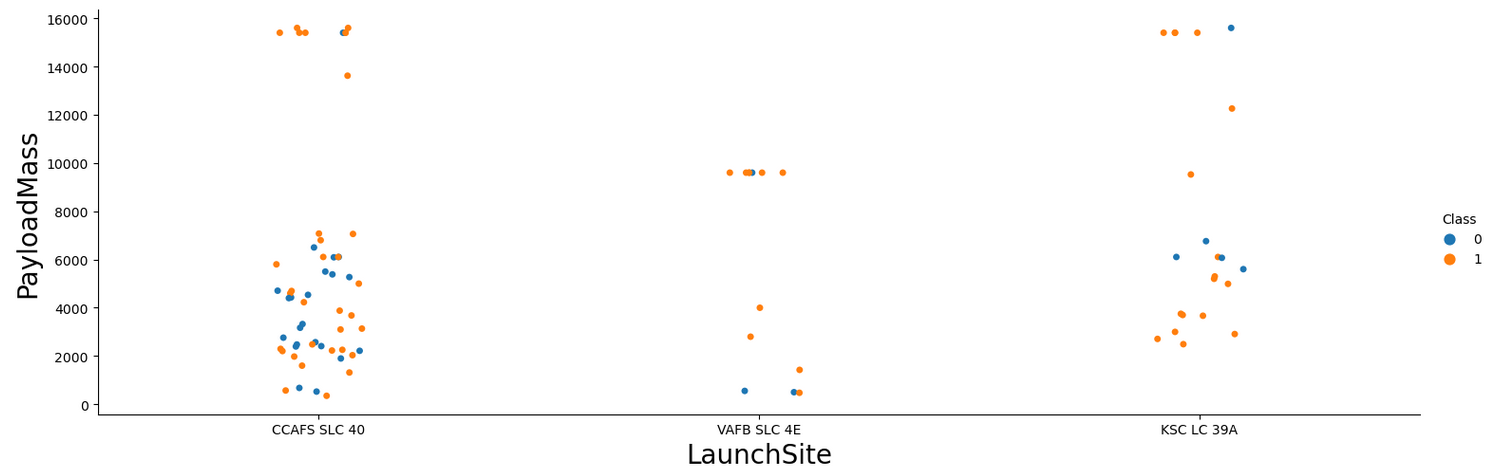 16000
14000
12000
10000
8000
6000
4000
2000
0
PayloadMass
CCAFS SLC 40
VAFB SLC 4E
KSC LC 39A
LaunchSite
Class
0
1